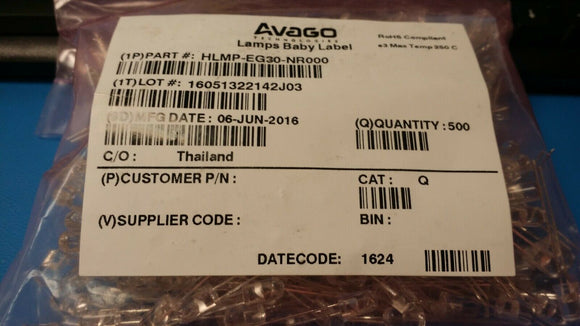 AVAGO
TECHNOLOGIES
Lamps Baby Label
RoHS Compliant
e3 Max Temp 250 C
(1P)PART #: HLMP-EG30-NR000
(1T)LOT #: 16051322142J03
(9D)MFG DATE: 06-JUN-2016
(Q)QUANTITY: 500
C/O: Thailand
(P)CUSTOMER P/N :
CAT : Q
(V)SUPPLIER CODE :
BIN :
DATECODE: 1624